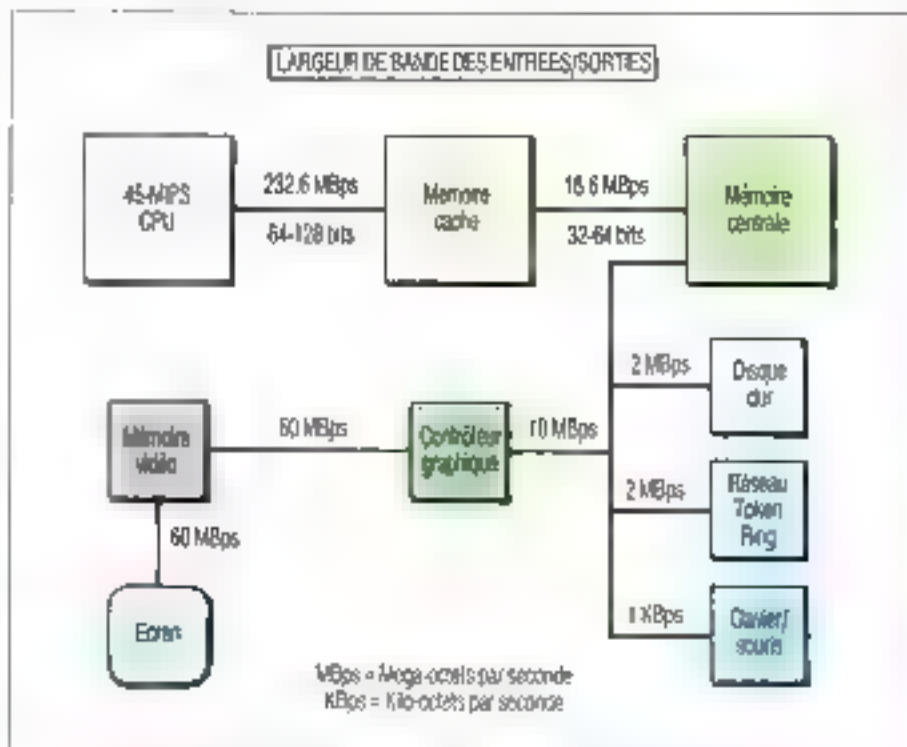 LARGEUR DE BANDE DES ENTREES/SORTIES
45-MIPS
CPU
232.6 MBps
64-128 bits
Mémoire
cache
16.6 MBps
32-64 bits
Mémoire
centrale
2 MBps
Disque
dur
Mémoire
vidéo
60 MBps
Contrôleur
graphique
10 MBps
2 MBps
Réseau
Token
Ring
60 MBps
Ecran
1 KBps
Clavier/
souris
MBps = Mega-octets par seconde
KBps = Kilo-octets par seconde